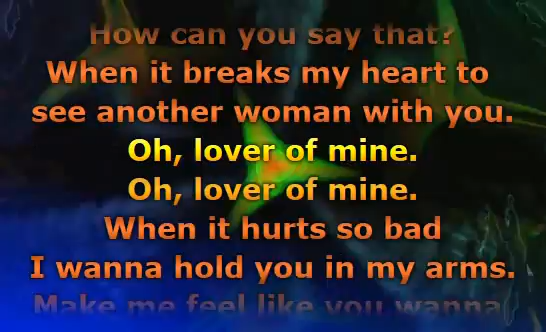 How can you say that?
When it breaks my heart to
see another woman with you.
Oh, lover of mine.
Oh, lover of mine.
When it hurts so bad
I wanna hold you in my arms.
Make me feel like you wanna